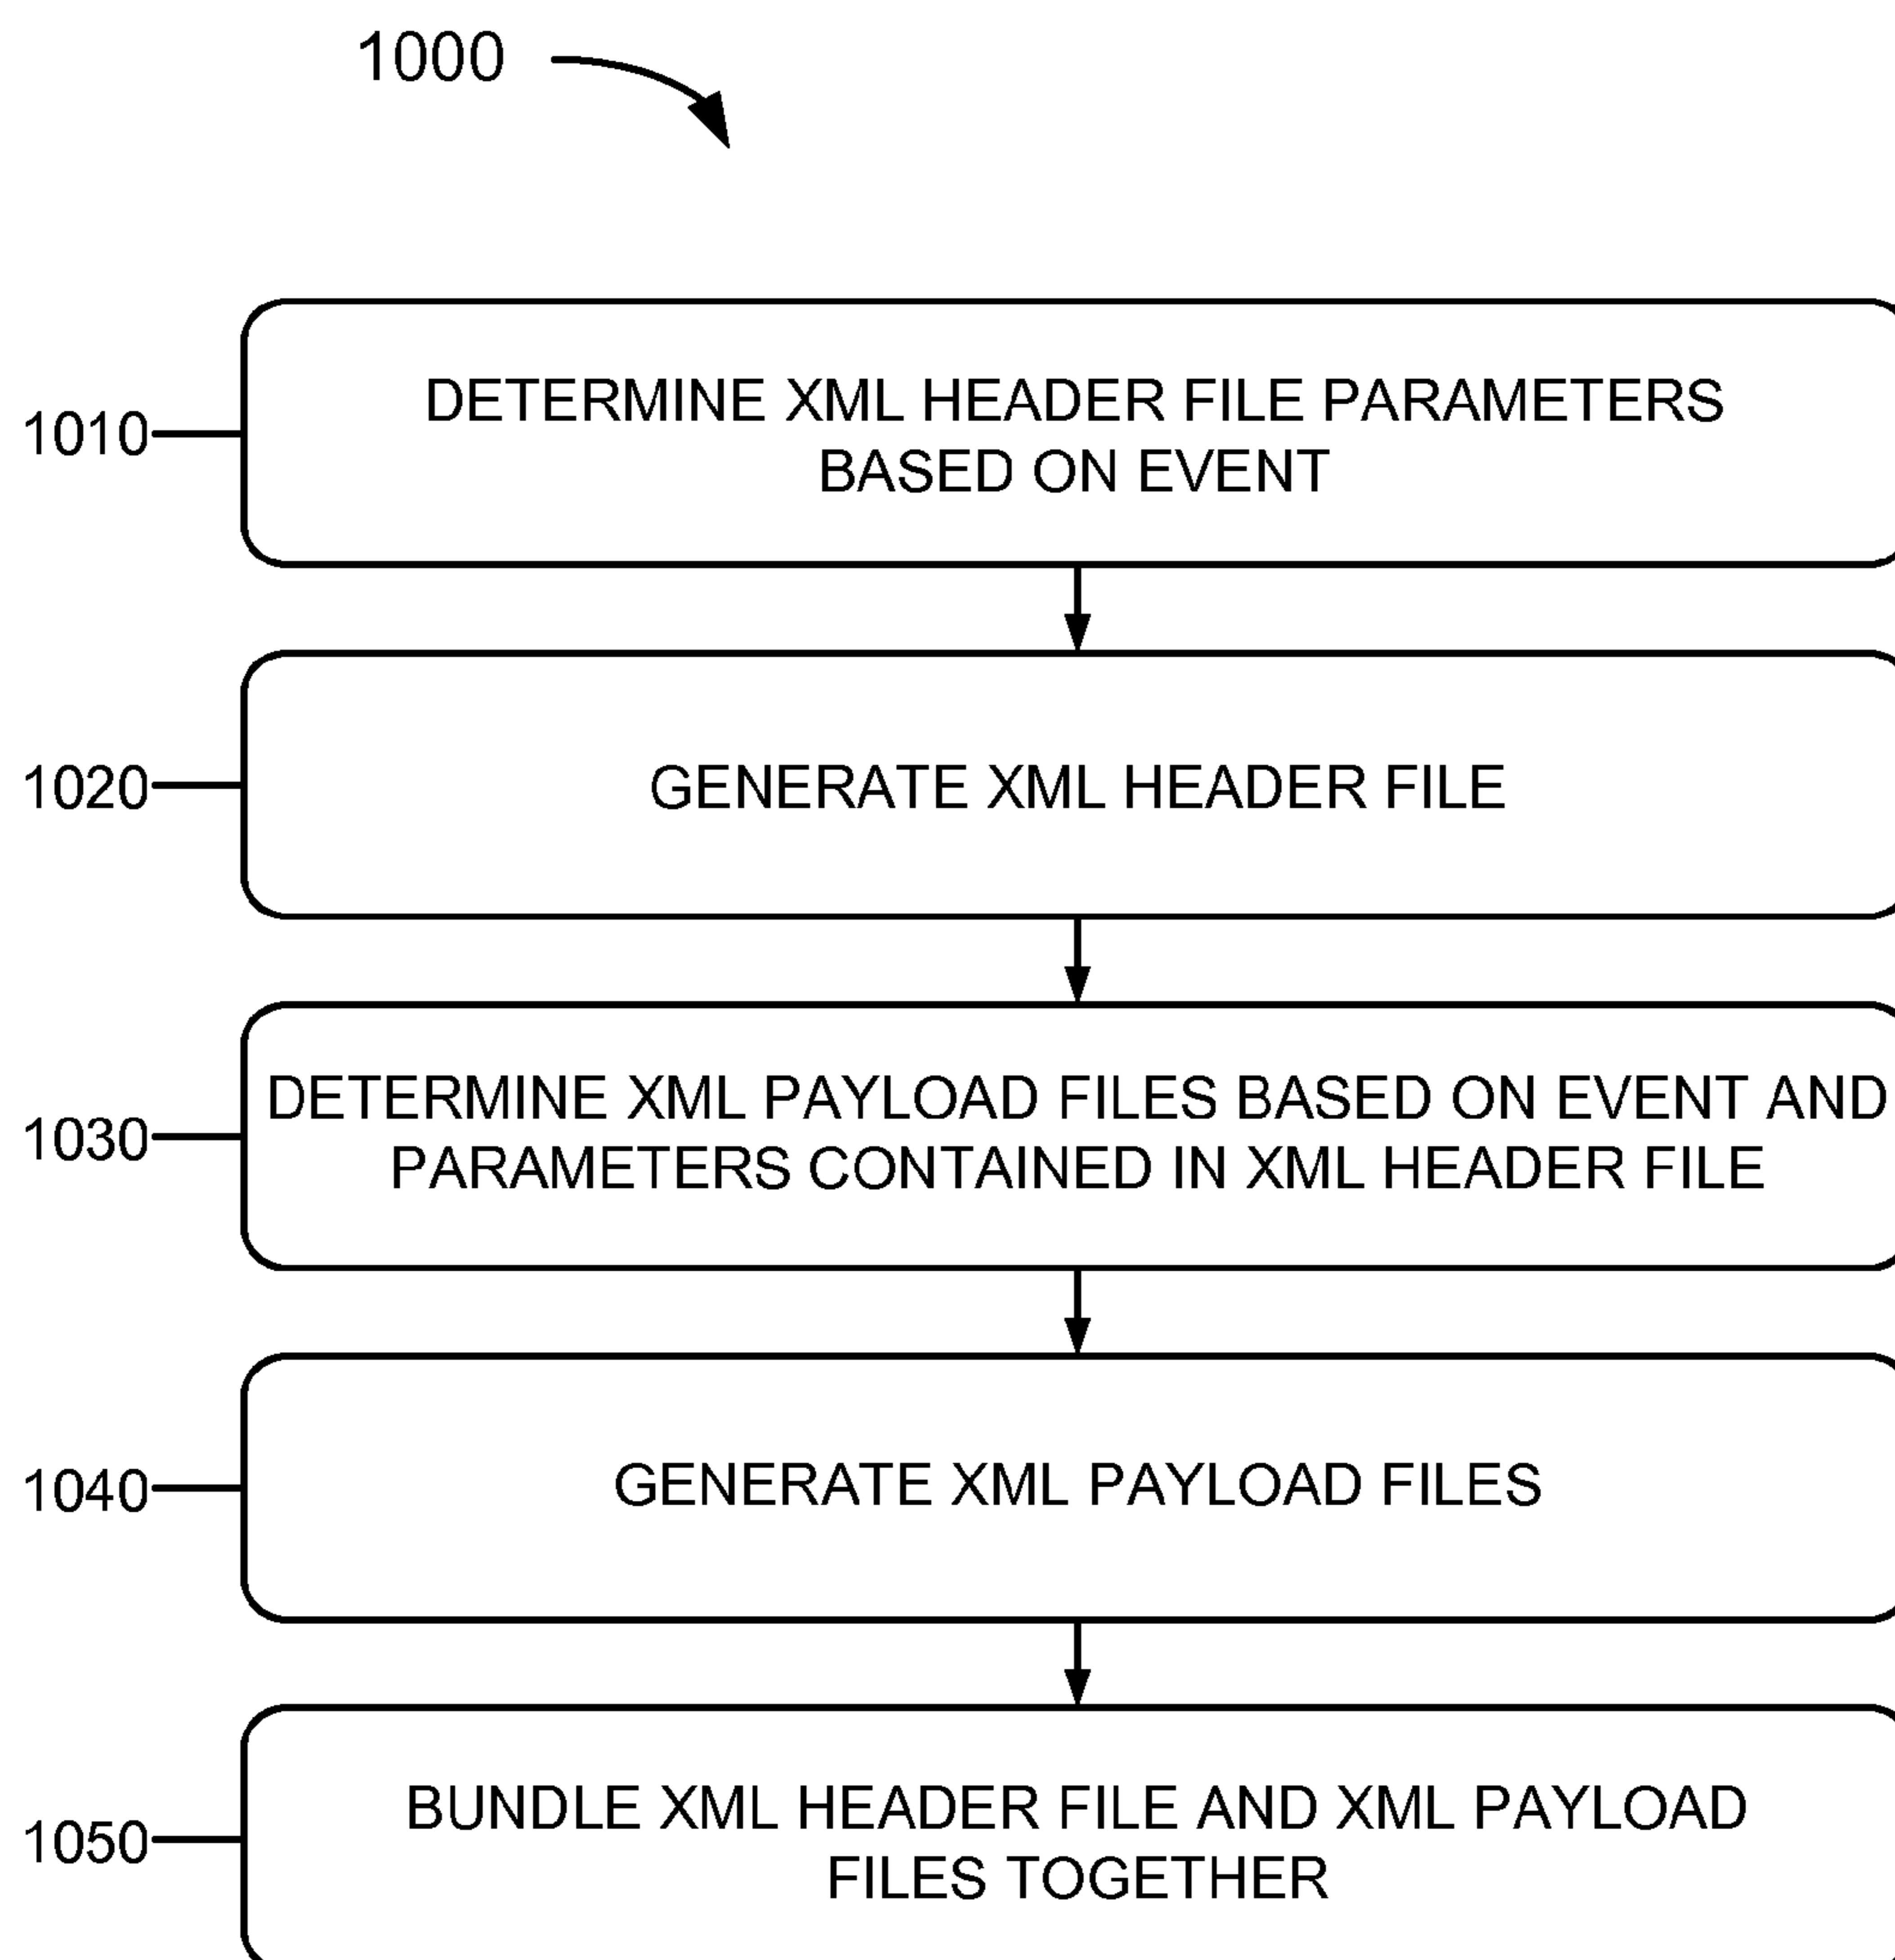 1000
1010
DETERMINE XML HEADER FILE PARAMETERS
BASED ON EVENT
1020
GENERATE XML HEADER FILE
1030
DETERMINE XML PAYLOAD FILES BASED ON EVENT AND
PARAMETERS CONTAINED IN XML HEADER FILE
1040
GENERATE XML PAYLOAD FILES
1050
BUNDLE XML HEADER FILE AND XML PAYLOAD
FILES TOGETHER